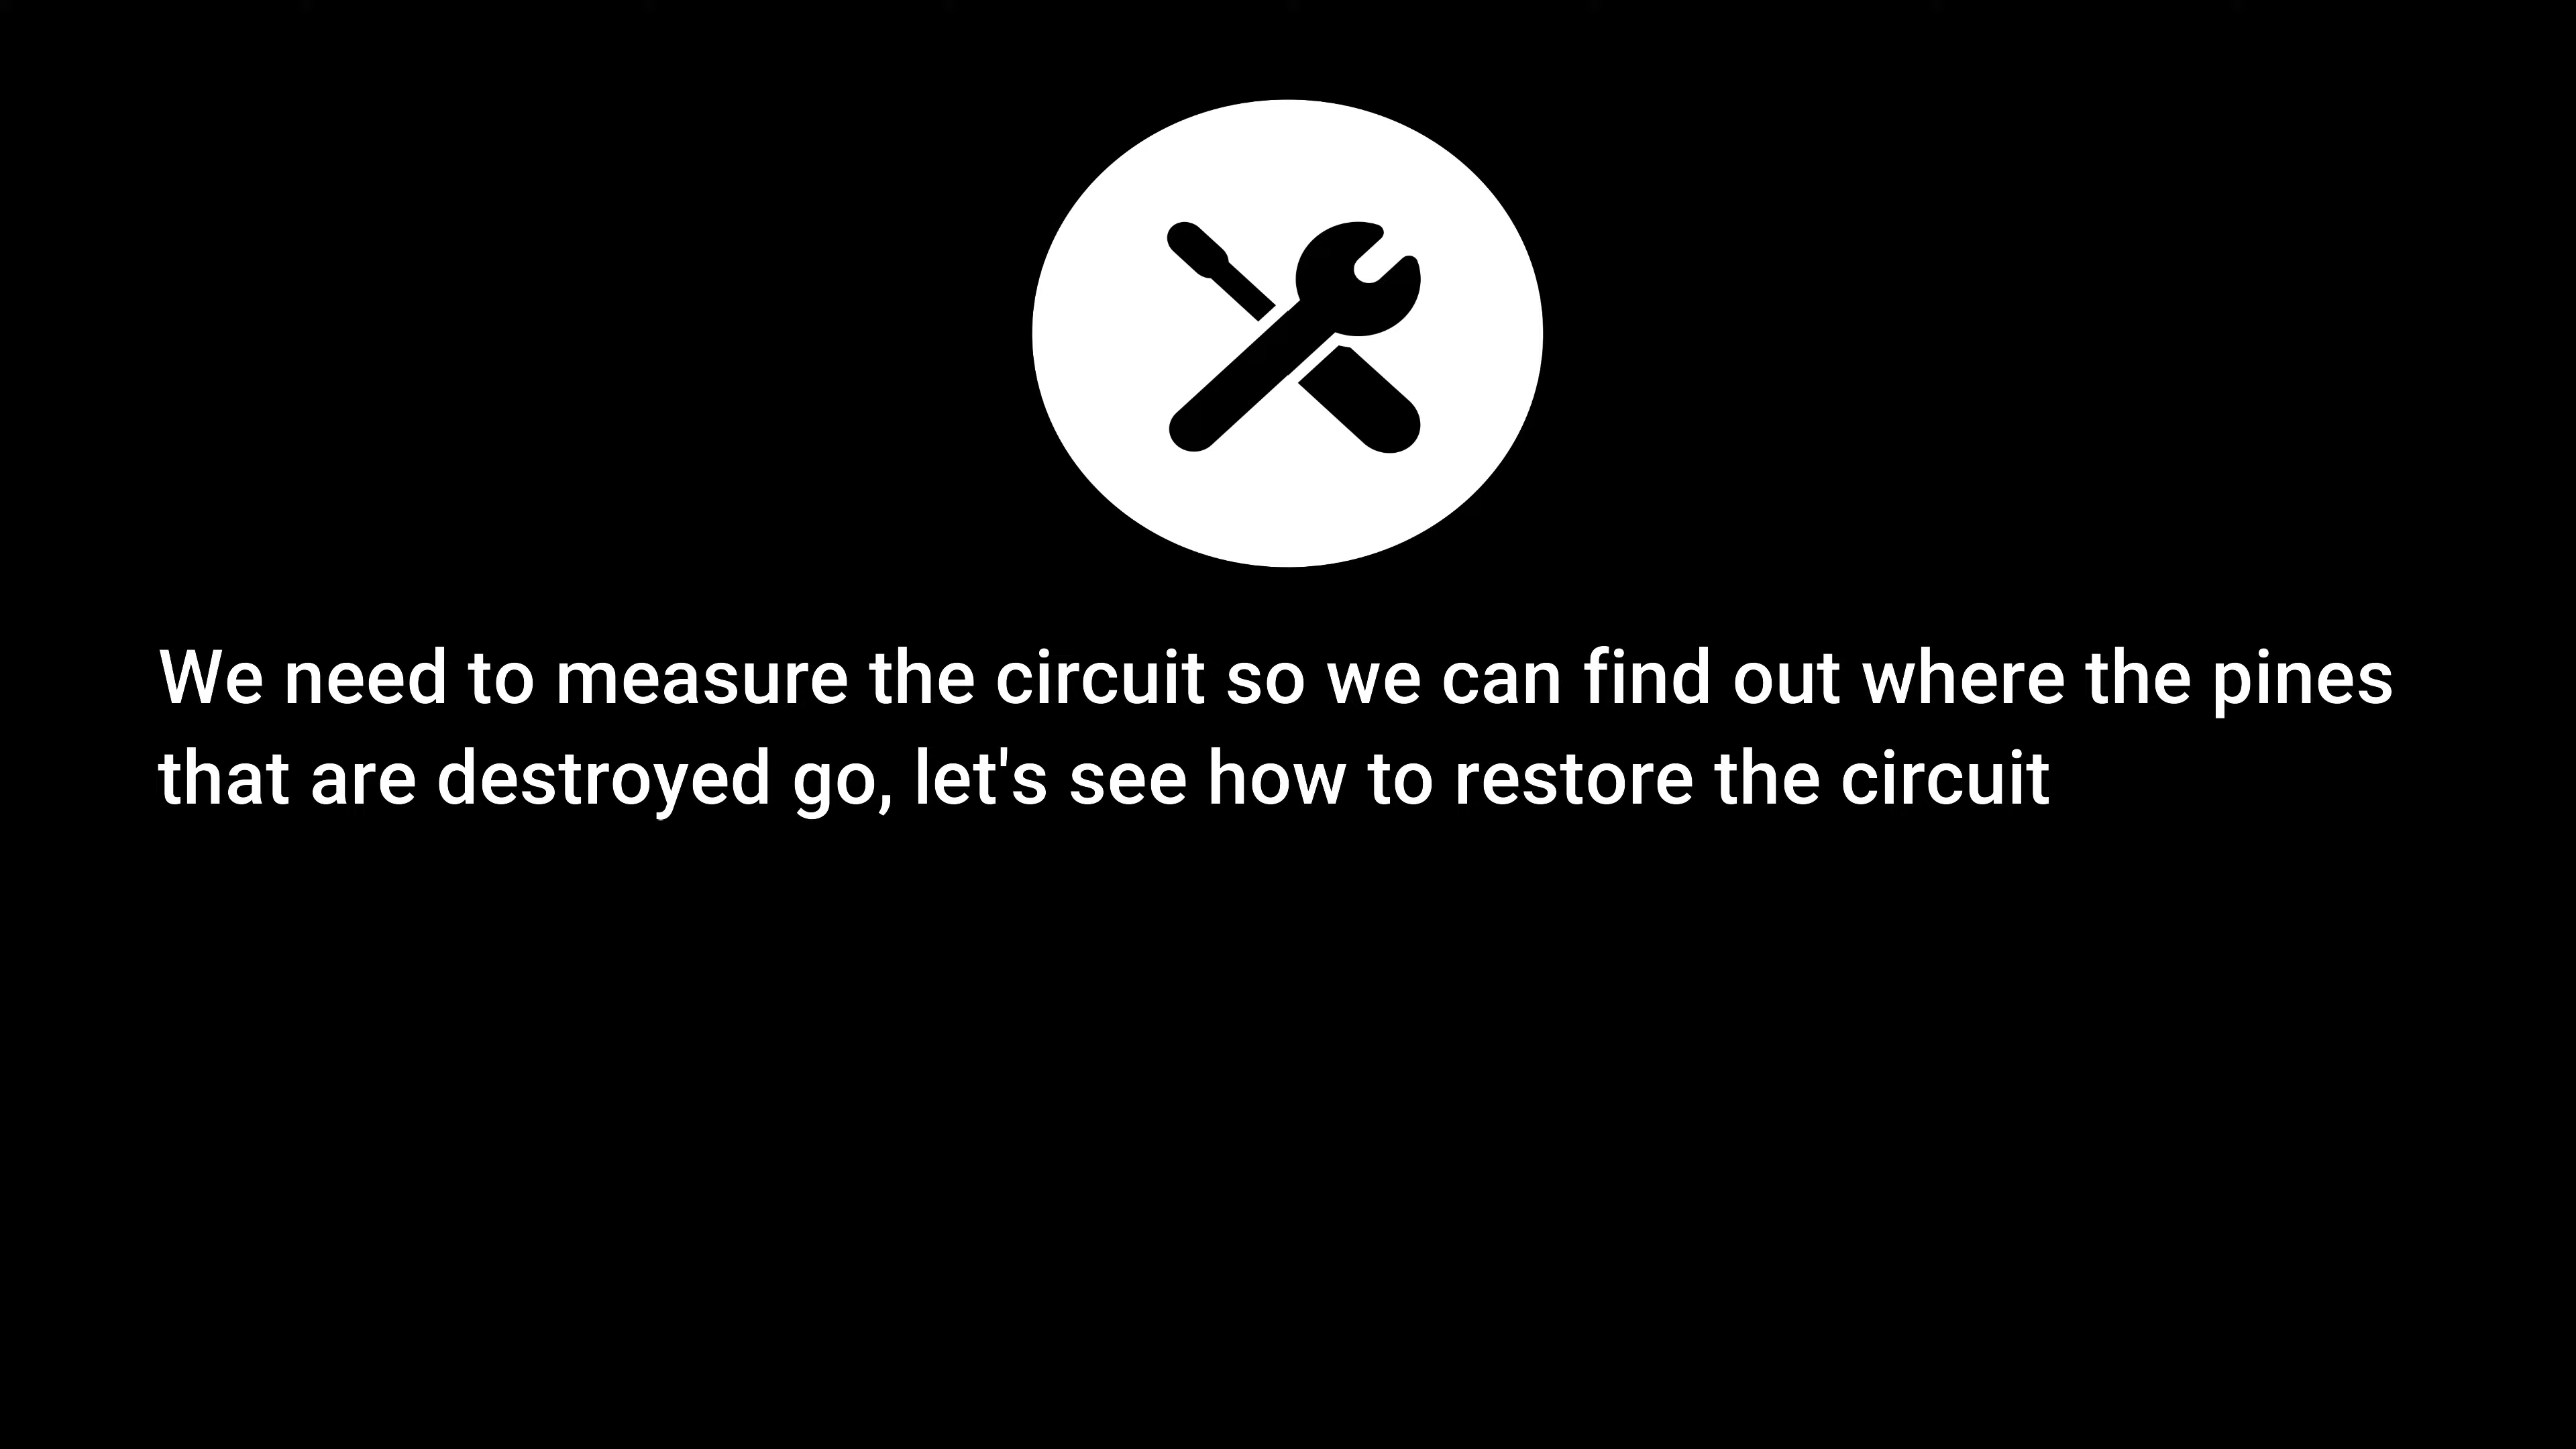 We need to measure the circuit so we can find out where the pines
that are destroyed go, let's see how to restore the circuit